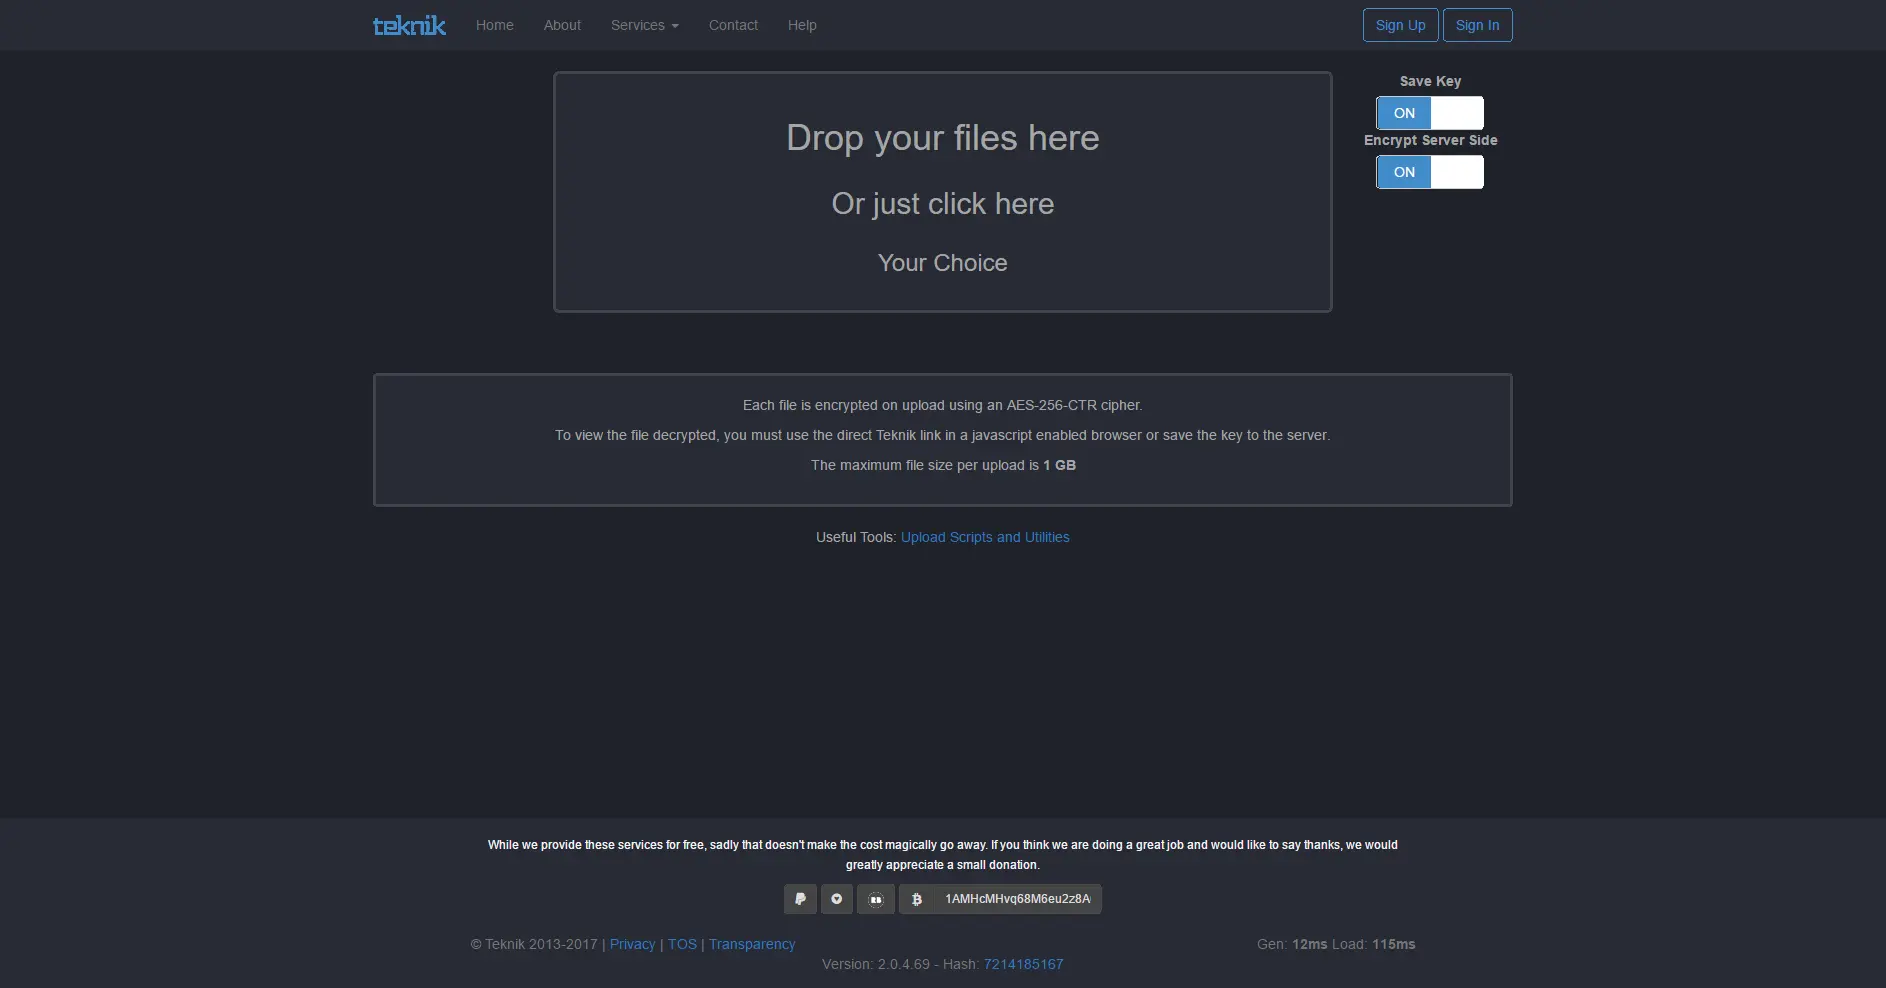 teknik Home About Services Contact Help Sign Up Sign In
Drop your files here
Or just click here
Your Choice
Save Key
ON
Encrypt Server Side
ON
Each file is encrypted on upload using an AES-256-CTR cipher.
To view the file decrypted, you must use the direct Teknik link in a javascript enabled browser or save the key to the server.
The maximum file size per upload is 1 GB
Useful Tools: Upload Scripts and Utilities
While we provide these services for free, sadly that doesn't make the cost magically go away. If you think we are doing a great job and would like to say thanks, we would
greatly appreciate a small donation.
1AMHcMHvq68M6eu2z8A
© Teknik 2013-2017 | Privacy | TOS | Transparency
Gen: 12ms Load: 115ms
Version: 2.0.4.69 - Hash: 7214185167